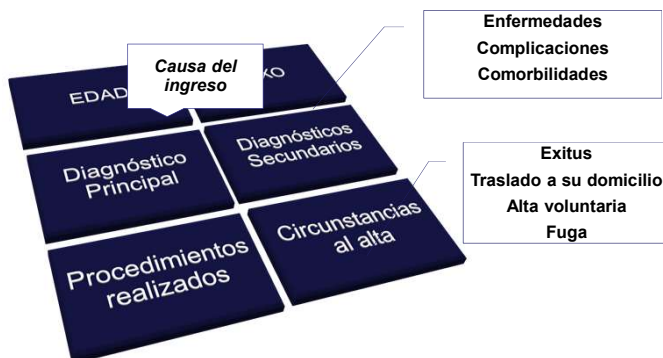 Enfermedades
Complicaciones
Comorbilidades
Causa del
ingreso
EDAD
Diagnóstico
Principal
Diagnósticos
Secundarios
Exitus
Traslado a su domicilio
Alta voluntaria
Fuga
Procedimientos
realizados
Circunstancias
al alta